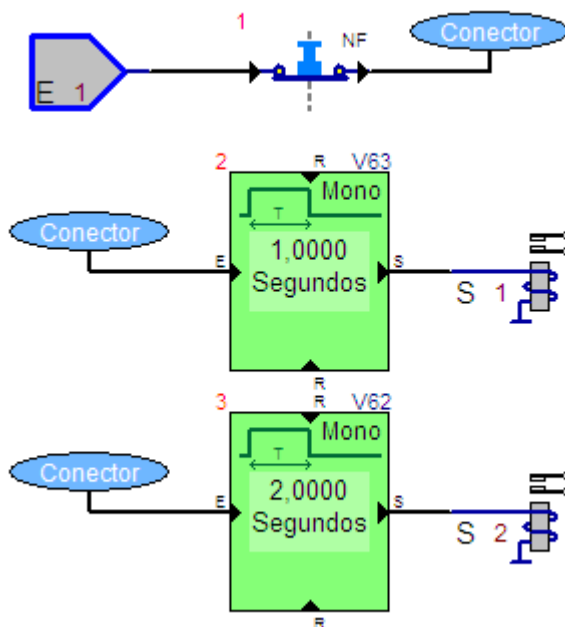 1
NF
Conector
E 1
2
R
V63
Mono
T
Conector
E
1,0000
S
Segundos
S 1
R
3
R
V62
Mono
T
Conector
E
2,0000
S
Segundos
S 2
R